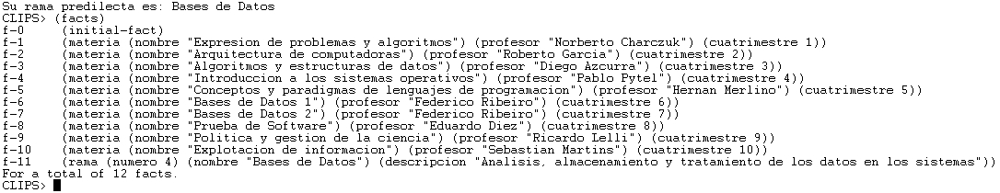 Su rama predilecta es: Bases de Datos
CLIPS> (facts)
f-0     (initial-fact)
f-1     (materia (nombre "Expresion de problemas y algoritmos") (profesor "Norberto Charczuk") (cuatrimestre 1))
f-2     (materia (nombre "Arquitectura de computadoras") (profesor "Roberto Garcia") (cuatrimestre 2))
f-3     (materia (nombre "Algoritmos y estructuras de datos") (profesor "Diego Azcurra") (cuatrimestre 3))
f-4     (materia (nombre "Introduccion a los sistemas operativos") (profesor "Pablo Pytel") (cuatrimestre 4))
f-5     (materia (nombre "Conceptos y paradigmas de lenguajes de programacion") (profesor "Hernan Merlino") (cuatrimestre 5))
f-6     (materia (nombre "Bases de Datos 1") (profesor "Federico Ribeiro") (cuatrimestre 6))
f-7     (materia (nombre "Bases de Datos 2") (profesor "Federico Ribeiro") (cuatrimestre 7))
f-8     (materia (nombre "Prueba de Software") (profesor "Eduardo Diez") (cuatrimestre 8))
f-9     (materia (nombre "Politica y gestion de la ciencia") (profesor "Ricardo Lelli") (cuatrimestre 9))
f-10    (materia (nombre "Explotacion de informacion") (profesor "Sebastian Martins") (cuatrimestre 10))
f-11    (rama (numero 4) (nombre "Bases de Datos") (descripcion "Analisis, almacenamiento y tratamiento de los datos en los sistemas"))
For a total of 12 facts.
CLIPS>